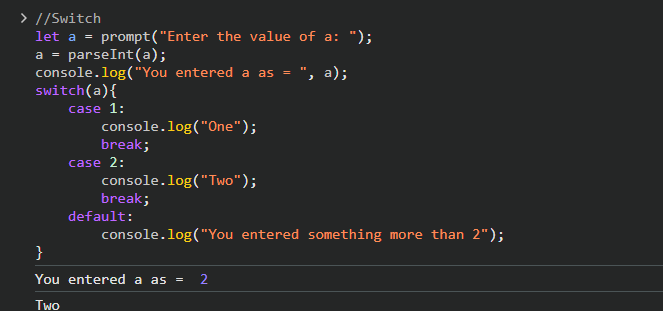 > //Switch
let a = prompt("Enter the value of a: ");
a = parseInt(a);
console.log("You entered a as = ", a);
switch(a){
    case 1:
        console.log("One");
        break;
    case 2:
        console.log("Two");
        break;
    default:
        console.log("You entered something more than 2");
}
You entered a as =  2
Two